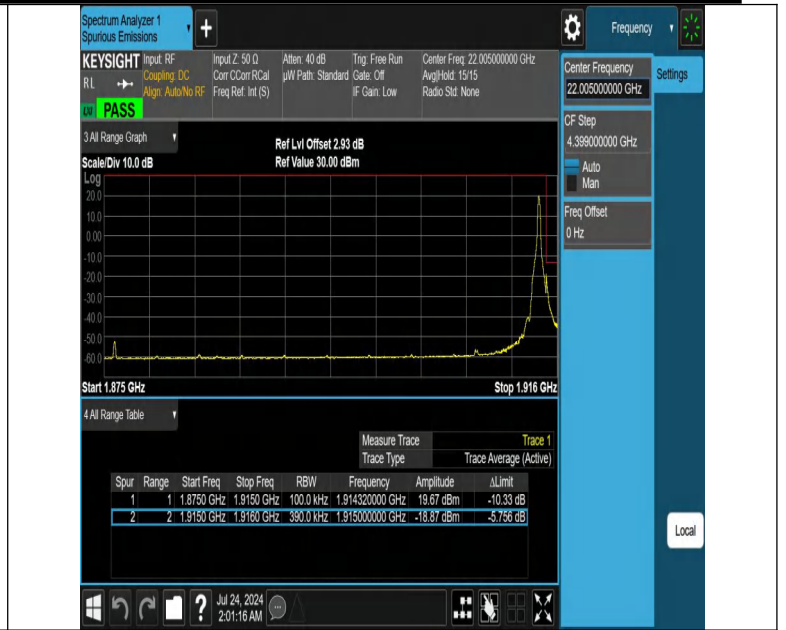 Spectrum Analyzer 1
Spurious Emissions
Frequency
KEYSIGHT Input: RF Input Z: 50 Ω Atten: 40 dB Trig: Free Run Center Freq: 22.005000000 GHz
RL Coupling: DC Corr CCorr RCal µW Path: Standard Gate: Off Avg|Hold: 15/15
Align: Auto/No RF Freq Ref: Int (S) IF Gain: Low Radio Std: None
LXI PASS
Center Frequency
22.005000000 GHz
Settings
CF Step
4.399000000 GHz
Auto
Man
Freq Offset
0 Hz
3 All Range Graph
Ref Lvl Offset 2.93 dB
Scale/Div 10.0 dB Ref Value 30.00 dBm
Log
20.0
10.0
0.00
-10.0
-20.0
-30.0
-40.0
-50.0
-60.0
Start 1.875 GHz Stop 1.916 GHz
4 All Range Table
Measure Trace Trace 1
Trace Type Trace Average (Active)
Spur Range Start Freq Stop Freq RBW Frequency Amplitude ΔLimit
1 1 1.8750 GHz 1.9150 GHz 100.0 kHz 1.914320000 GHz 19.67 dBm -10.33 dB
2 2 1.9150 GHz 1.9160 GHz 390.0 kHz 1.915000000 GHz -18.87 dBm -5.756 dB
Local
Jul 24, 2024
2:01:16 AM